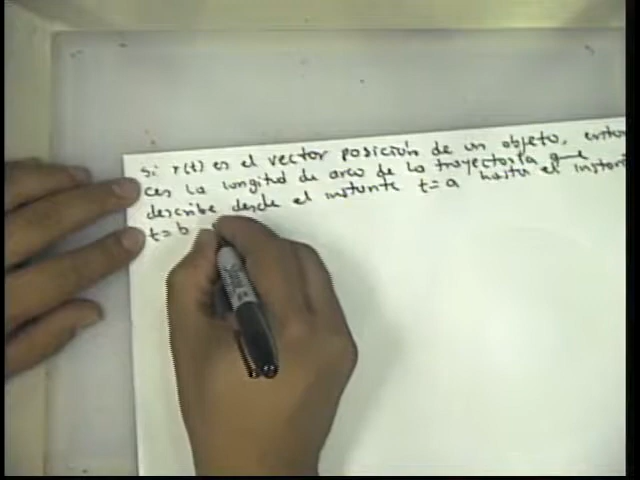 si r(t) es el vector posición de un objeto, enton
ces la longitud de arco de la trayectoria que
describe desde el instante t=a hasta el instan
t=b